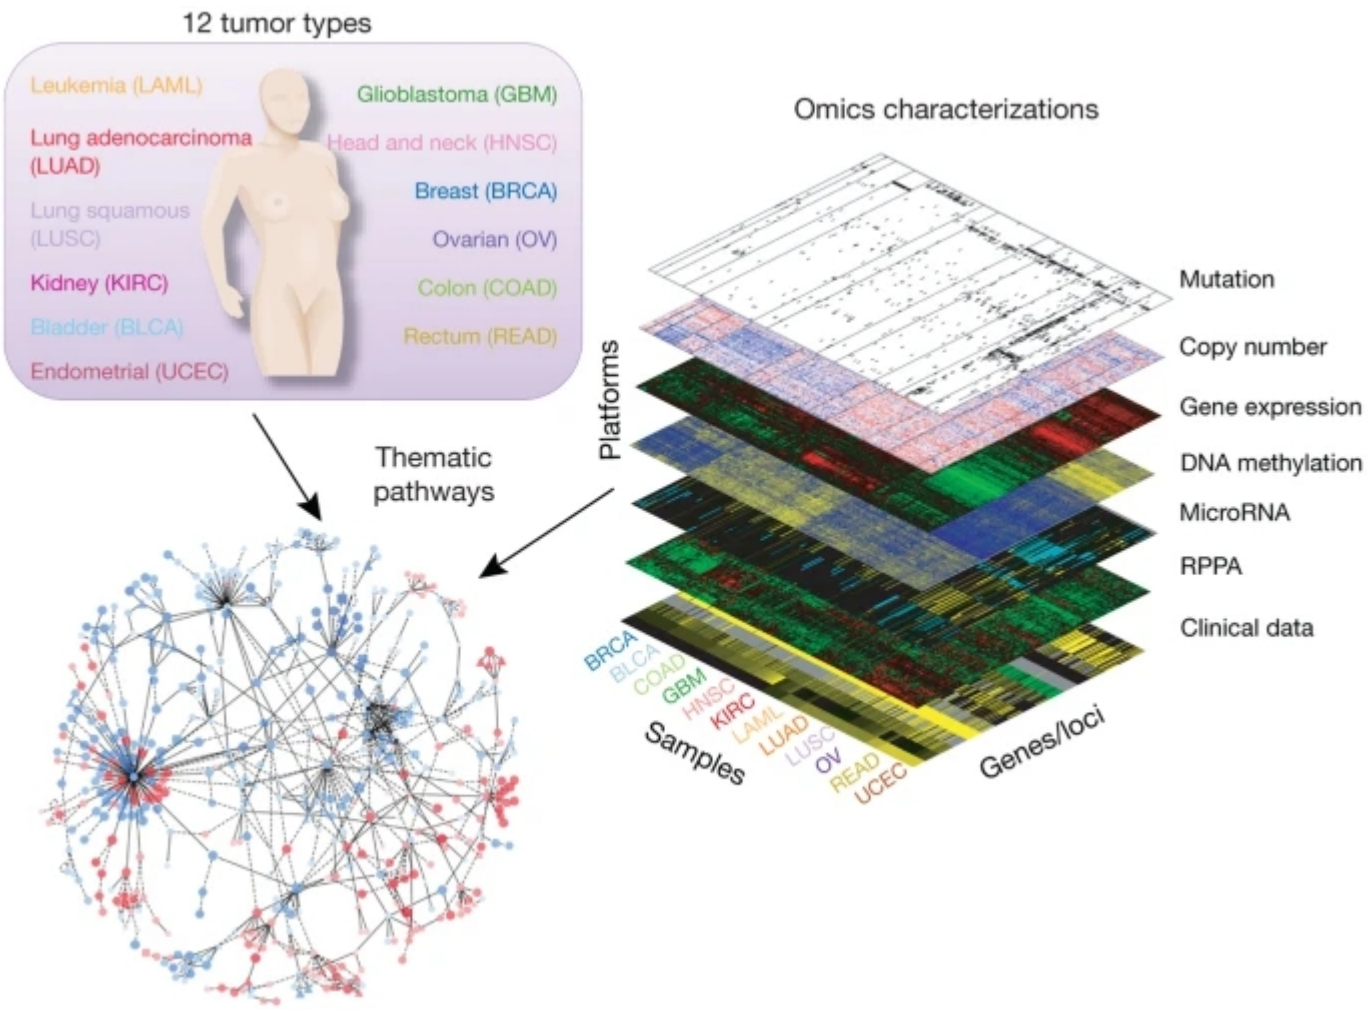 12 tumor types
Leukemia (LAML)
Lung adenocarcinoma
(LUAD)
Lung squamous
(LUSC)
Kidney (KIRC)
Bladder (BLCA)
Endometrial (UCEC)
Glioblastoma (GBM)
Head and neck (HNSC)
Breast (BRCA)
Ovarian (OV)
Colon (COAD)
Rectum (READ)
Thematic
pathways
Omics characterizations
Platforms
Mutation
Copy number
Gene expression
DNA methylation
MicroRNA
RPPA
Clinical data
BRCA
BLCA
COAD
GBM
HNSC
KIRC
LAML
LUAD
LUSC
OV
READ
UCEC
Samples
Genes/loci